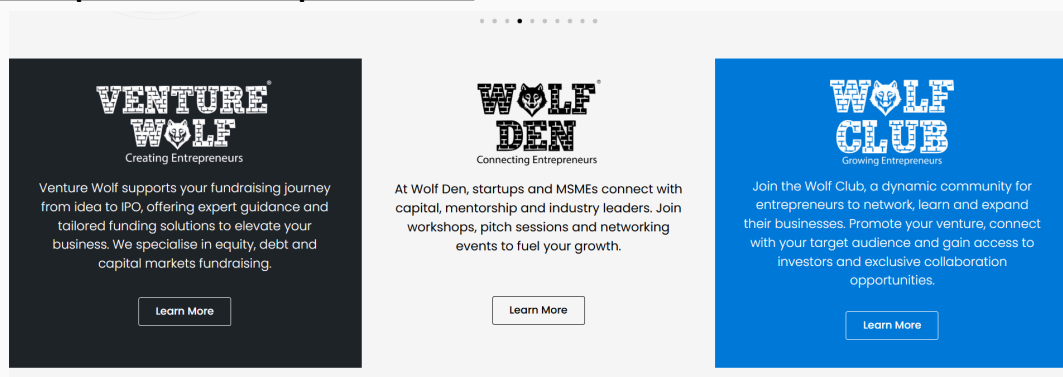 VENTURE®
WOLF
Creating Entrepreneurs
Venture Wolf supports your fundraising journey
from idea to IPO, offering expert guidance and
tailored funding solutions to elevate your
business. We specialise in equity, debt and
capital markets fundraising.
Learn More
WOLF®
DEN
Connecting Entrepreneurs
At Wolf Den, startups and MSMEs connect with
capital, mentorship and industry leaders. Join
workshops, pitch sessions and networking
events to fuel your growth.
Learn More
WOLF
CLUB
Growing Entrepreneurs
Join the Wolf Club, a dynamic community for
entrepreneurs to network, learn and expand
their businesses. Promote your venture, connect
with your target audience and gain access to
investors and exclusive collaboration
opportunities.
Learn More